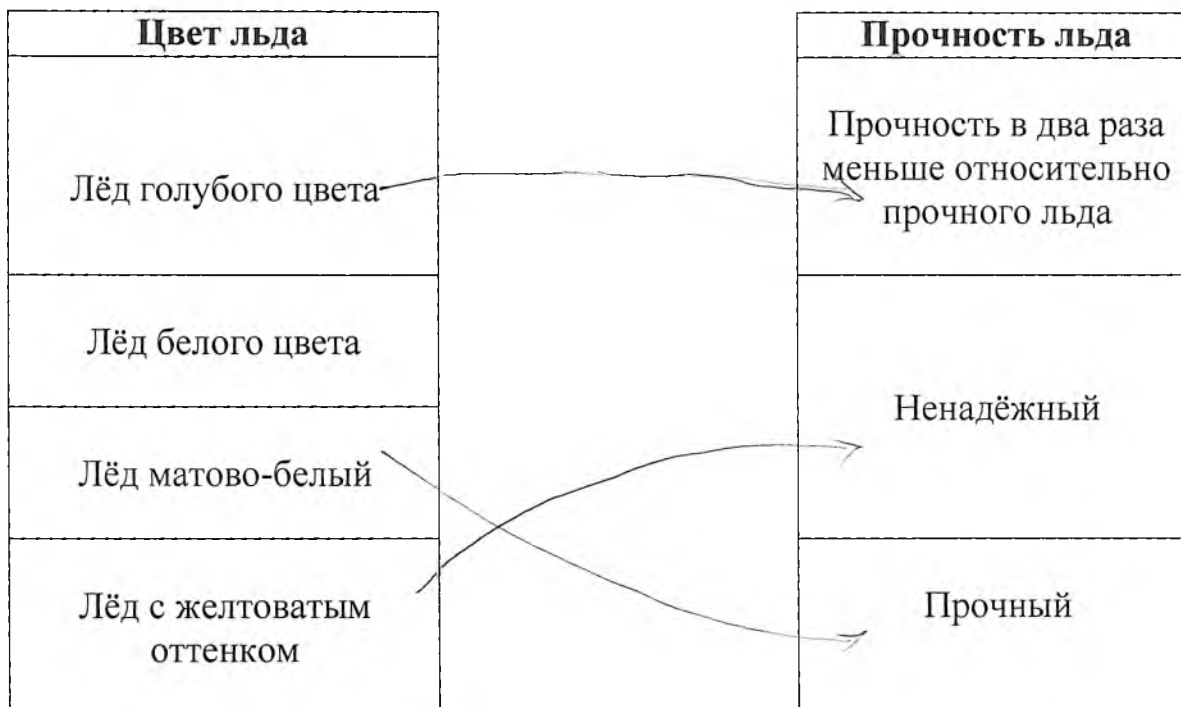 Цвет льда
Лёд голубого цвета
Лёд белого цвета
Лёд матово-белый
Лёд с желтоватым
оттенком
Прочность льда
Прочность в два раза
меньше относительно
прочного льда
Ненадёжный
Прочный